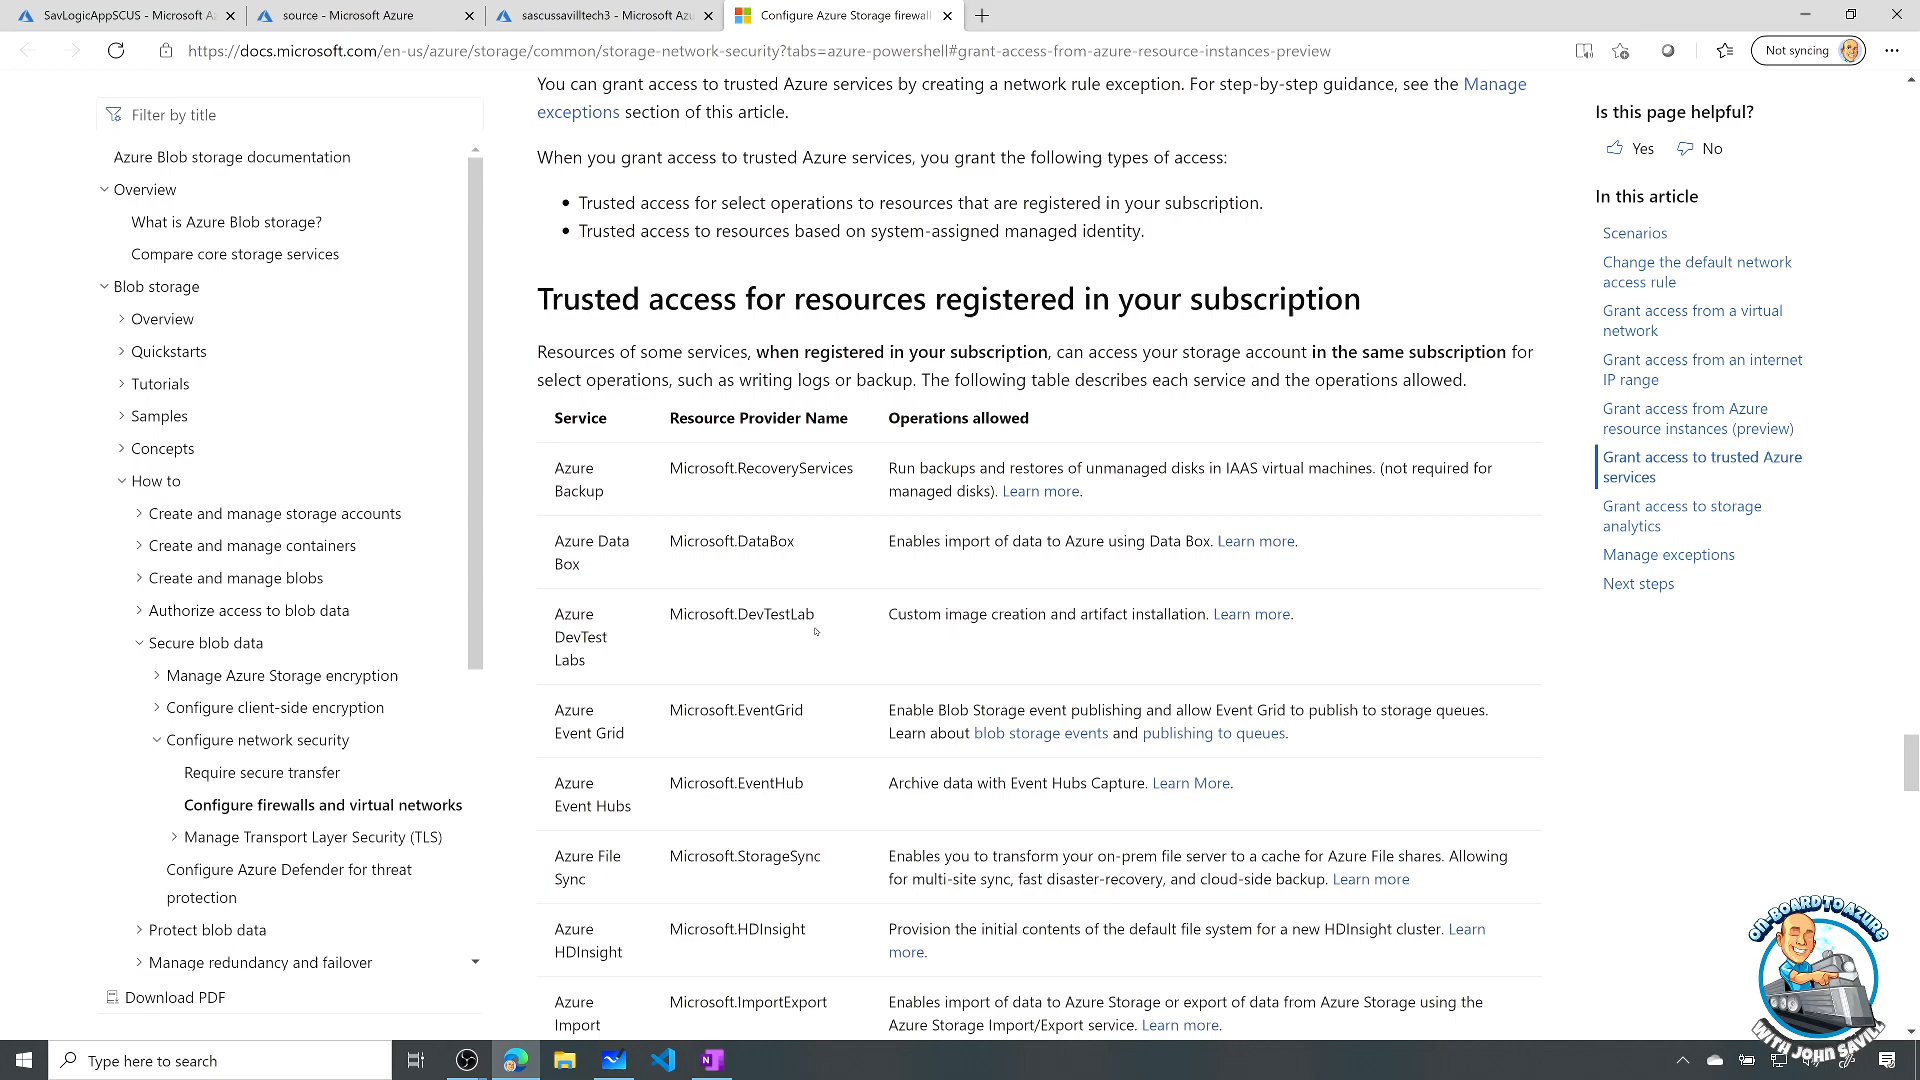 SavLogicAppSCUS - Microsoft Az
source - Microsoft Azure
sascussavilltech3 - Microsoft Azu
Configure Azure Storage firewall
https://docs.microsoft.com/en-us/azure/storage/common/storage-network-security?tabs=azure-powershell#grant-access-from-azure-resource-instances-preview
Not syncing
Filter by title
Azure Blob storage documentation
Overview
What is Azure Blob storage?
Compare core storage services
Blob storage
Overview
Quickstarts
Tutorials
Samples
Concepts
How to
Create and manage storage accounts
Create and manage containers
Create and manage blobs
Authorize access to blob data
Secure blob data
Manage Azure Storage encryption
Configure client-side encryption
Configure network security
Require secure transfer
Configure firewalls and virtual networks
Manage Transport Layer Security (TLS)
Configure Azure Defender for threat
protection
Protect blob data
Manage redundancy and failover
Download PDF
You can grant access to trusted Azure services by creating a network rule exception. For step-by-step guidance, see the Manage
exceptions section of this article.
When you grant access to trusted Azure services, you grant the following types of access:
• Trusted access for select operations to resources that are registered in your subscription.
• Trusted access to resources based on system-assigned managed identity.
Trusted access for resources registered in your subscription
Resources of some services, when registered in your subscription, can access your storage account in the same subscription for
select operations, such as writing logs or backup. The following table describes each service and the operations allowed.
Service Resource Provider Name Operations allowed
Azure Microsoft.RecoveryServices Run backups and restores of unmanaged disks in IAAS virtual machines. (not required for
Backup managed disks). Learn more.
Azure Data Microsoft.DataBox Enables import of data to Azure using Data Box. Learn more.
Box
Azure Microsoft.DevTestLab Custom image creation and artifact installation. Learn more.
DevTest
Labs
Azure Microsoft.EventGrid Enable Blob Storage event publishing and allow Event Grid to publish to storage queues.
Event Grid Learn about blob storage events and publishing to queues.
Azure Microsoft.EventHub Archive data with Event Hubs Capture. Learn More.
Event Hubs
Azure File Microsoft.StorageSync Enables you to transform your on-prem file server to a cache for Azure File shares. Allowing
Sync for multi-site sync, fast disaster-recovery, and cloud-side backup. Learn more
Azure Microsoft.HDInsight Provision the initial contents of the default file system for a new HDInsight cluster. Learn
HDInsight more.
Azure Microsoft.ImportExport Enables import of data to Azure Storage or export of data from Azure Storage using the
Import Azure Storage Import/Export service. Learn more.
Is this page helpful?
Yes No
In this article
Scenarios
Change the default network
access rule
Grant access from a virtual
network
Grant access from an internet
IP range
Grant access from Azure
resource instances (preview)
Grant access to trusted Azure
services
Grant access to storage
analytics
Manage exceptions
Next steps
ON-BOARD TO AZURE
WITH JOHN SAVILL
Type here to search